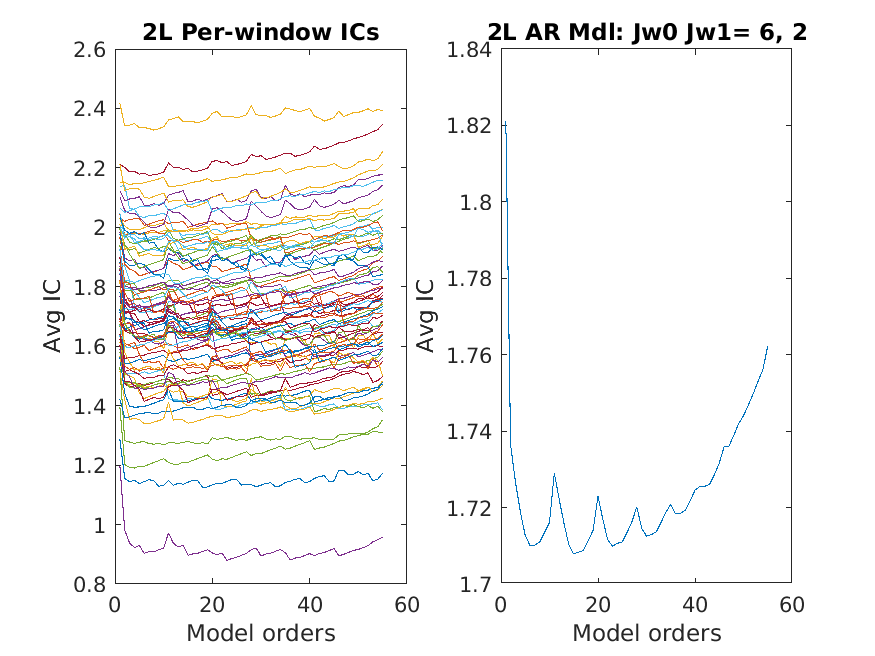 2L Per-window ICs
2.6
2.4
2.2
2
1.8
1.6
1.4
1.2
1
0.8
Avg IC
0 20 40 60
Model orders
2L AR Mdl: Jw0 Jw1= 6, 2
1.84
1.82
1.8
1.78
1.76
1.74
1.72
1.7
Avg IC
0 20 40 60
Model orders